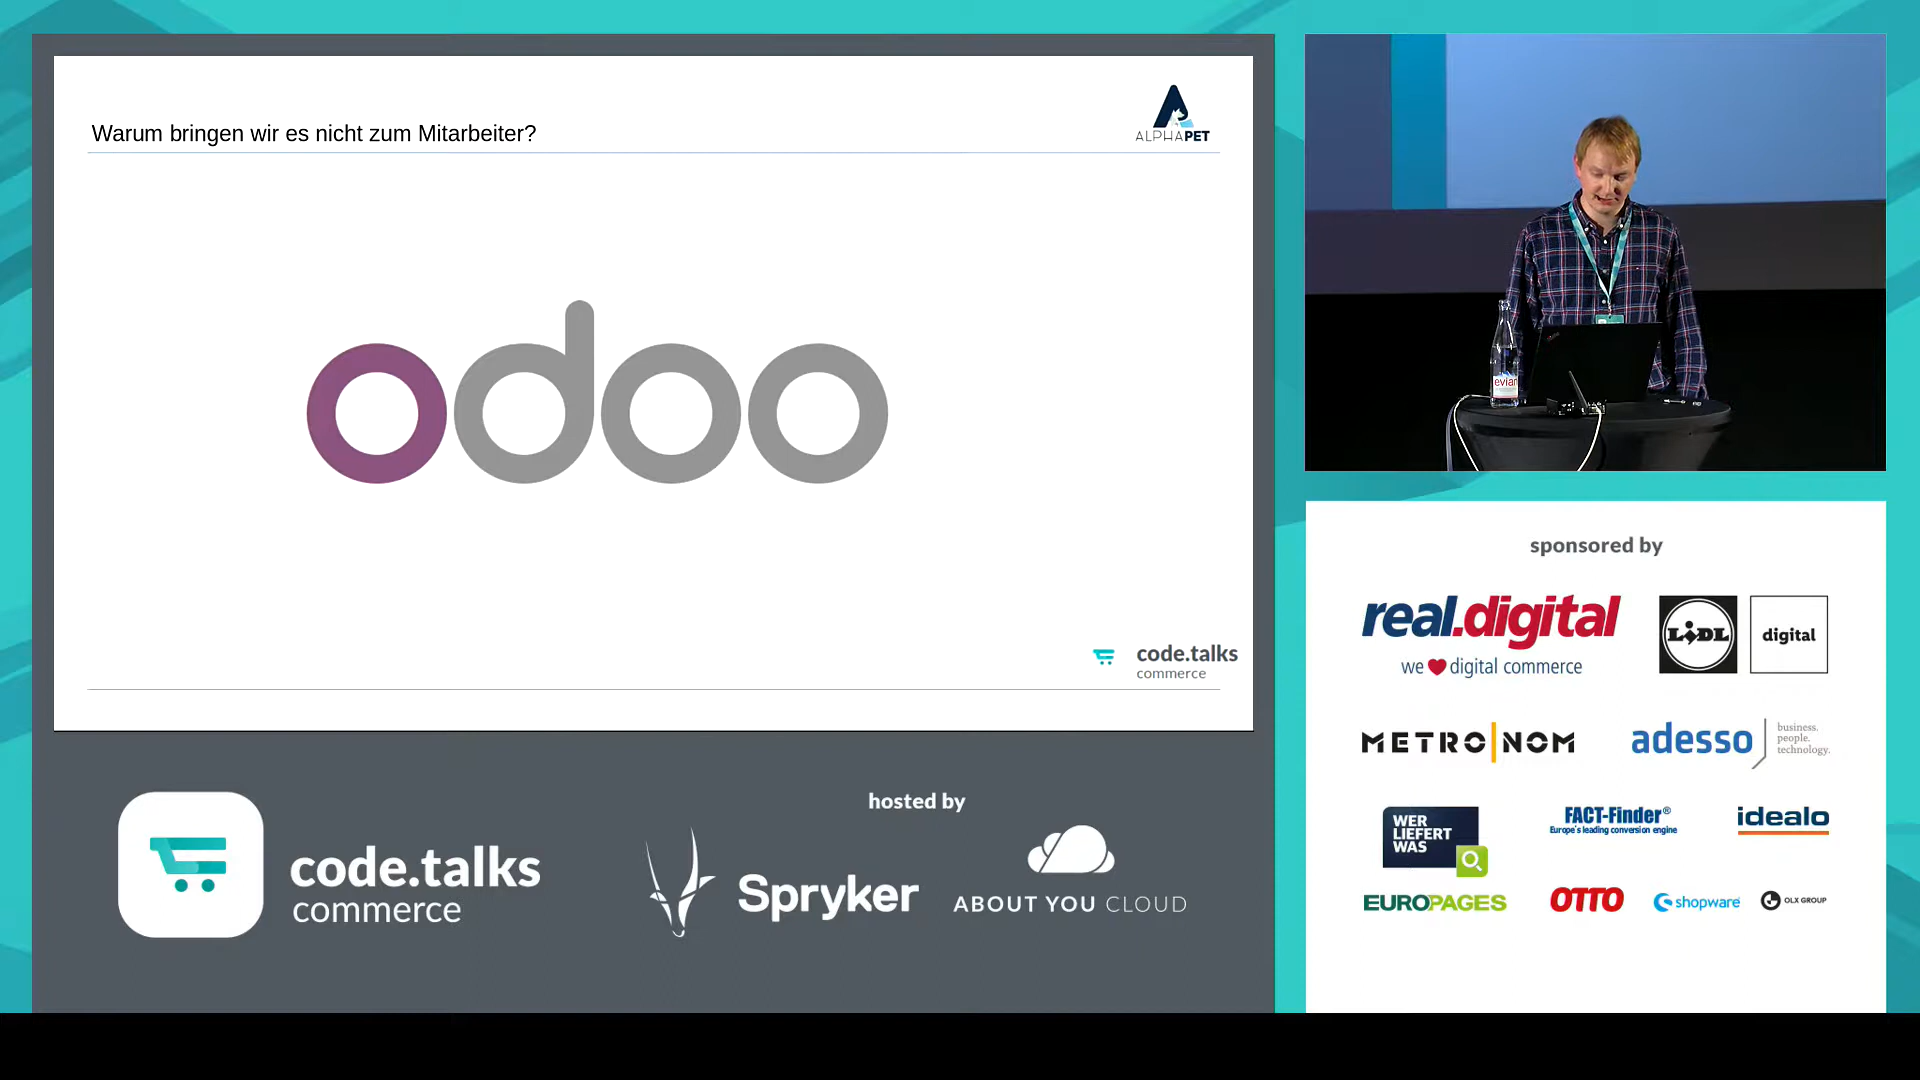 Warum bringen wir es nicht zum Mitarbeiter?
ALPHAPET
odoo
code.talks
commerce
code.talks
commerce
hosted by
Spryker
ABOUT YOU CLOUD
evian
sponsored by
real.digital
we digital commerce
LIDL
digital
METRONOM
adesso
business.
people.
technology.
WER
LIEFERT
WAS
FACT-Finder®
Europe's leading conversion engine
idealo
EUROPAGES
OTTO
shopware
OLX GROUP